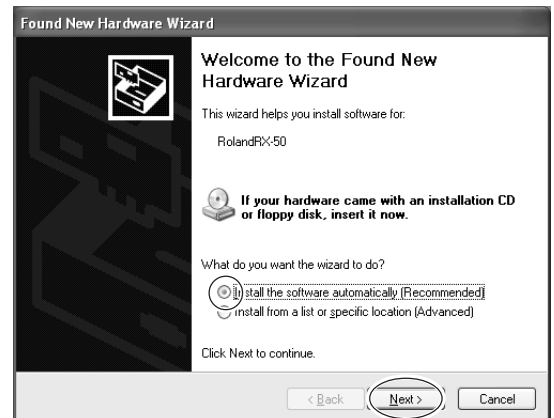 Found New Hardware Wizard
Welcome to the Found New
Hardware Wizard
This wizard helps you install software for:
RolandRX-50
If your hardware came with an installation CD
or floppy disk, insert it now.
What do you want the wizard to do?
Install the software automatically (Recommended)
Install from a list or specific location (Advanced)
Click Next to continue.
< Back
Next >
Cancel